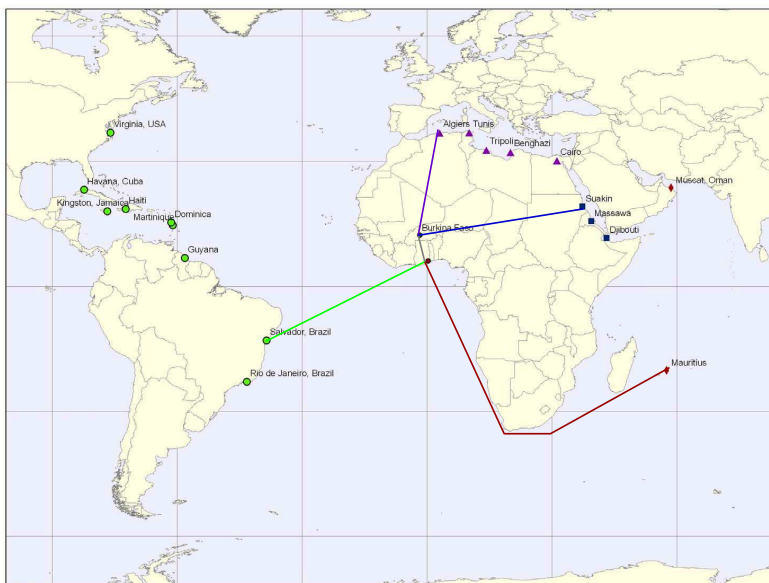 Virginia, USA
Algiers Tunis
Tripoli
Benghazi
Cairo
Havana, Cuba
Muscat, Oman
Kingston, Jamaica
Haiti
Suakin
Martinique
Dominica
Massawa
Burkina Faso
Djibouti
Guyana
Salvador, Brazil
Mauritius
Rio de Janeiro, Brazil